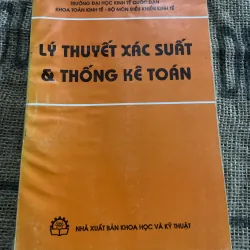 TRƯỜNG ĐẠI HỌC KINH TẾ QUỐC DÂN
KHOA TOÁN KINH TẾ - BỘ MÔN ĐIỀU KHIỂN KINH TẾ
LÝ THUYẾT XÁC SUẤT
& THỐNG KÊ TOÁN
NHÀ XUẤT BẢN KHOA HỌC VÀ KỸ THUẬT